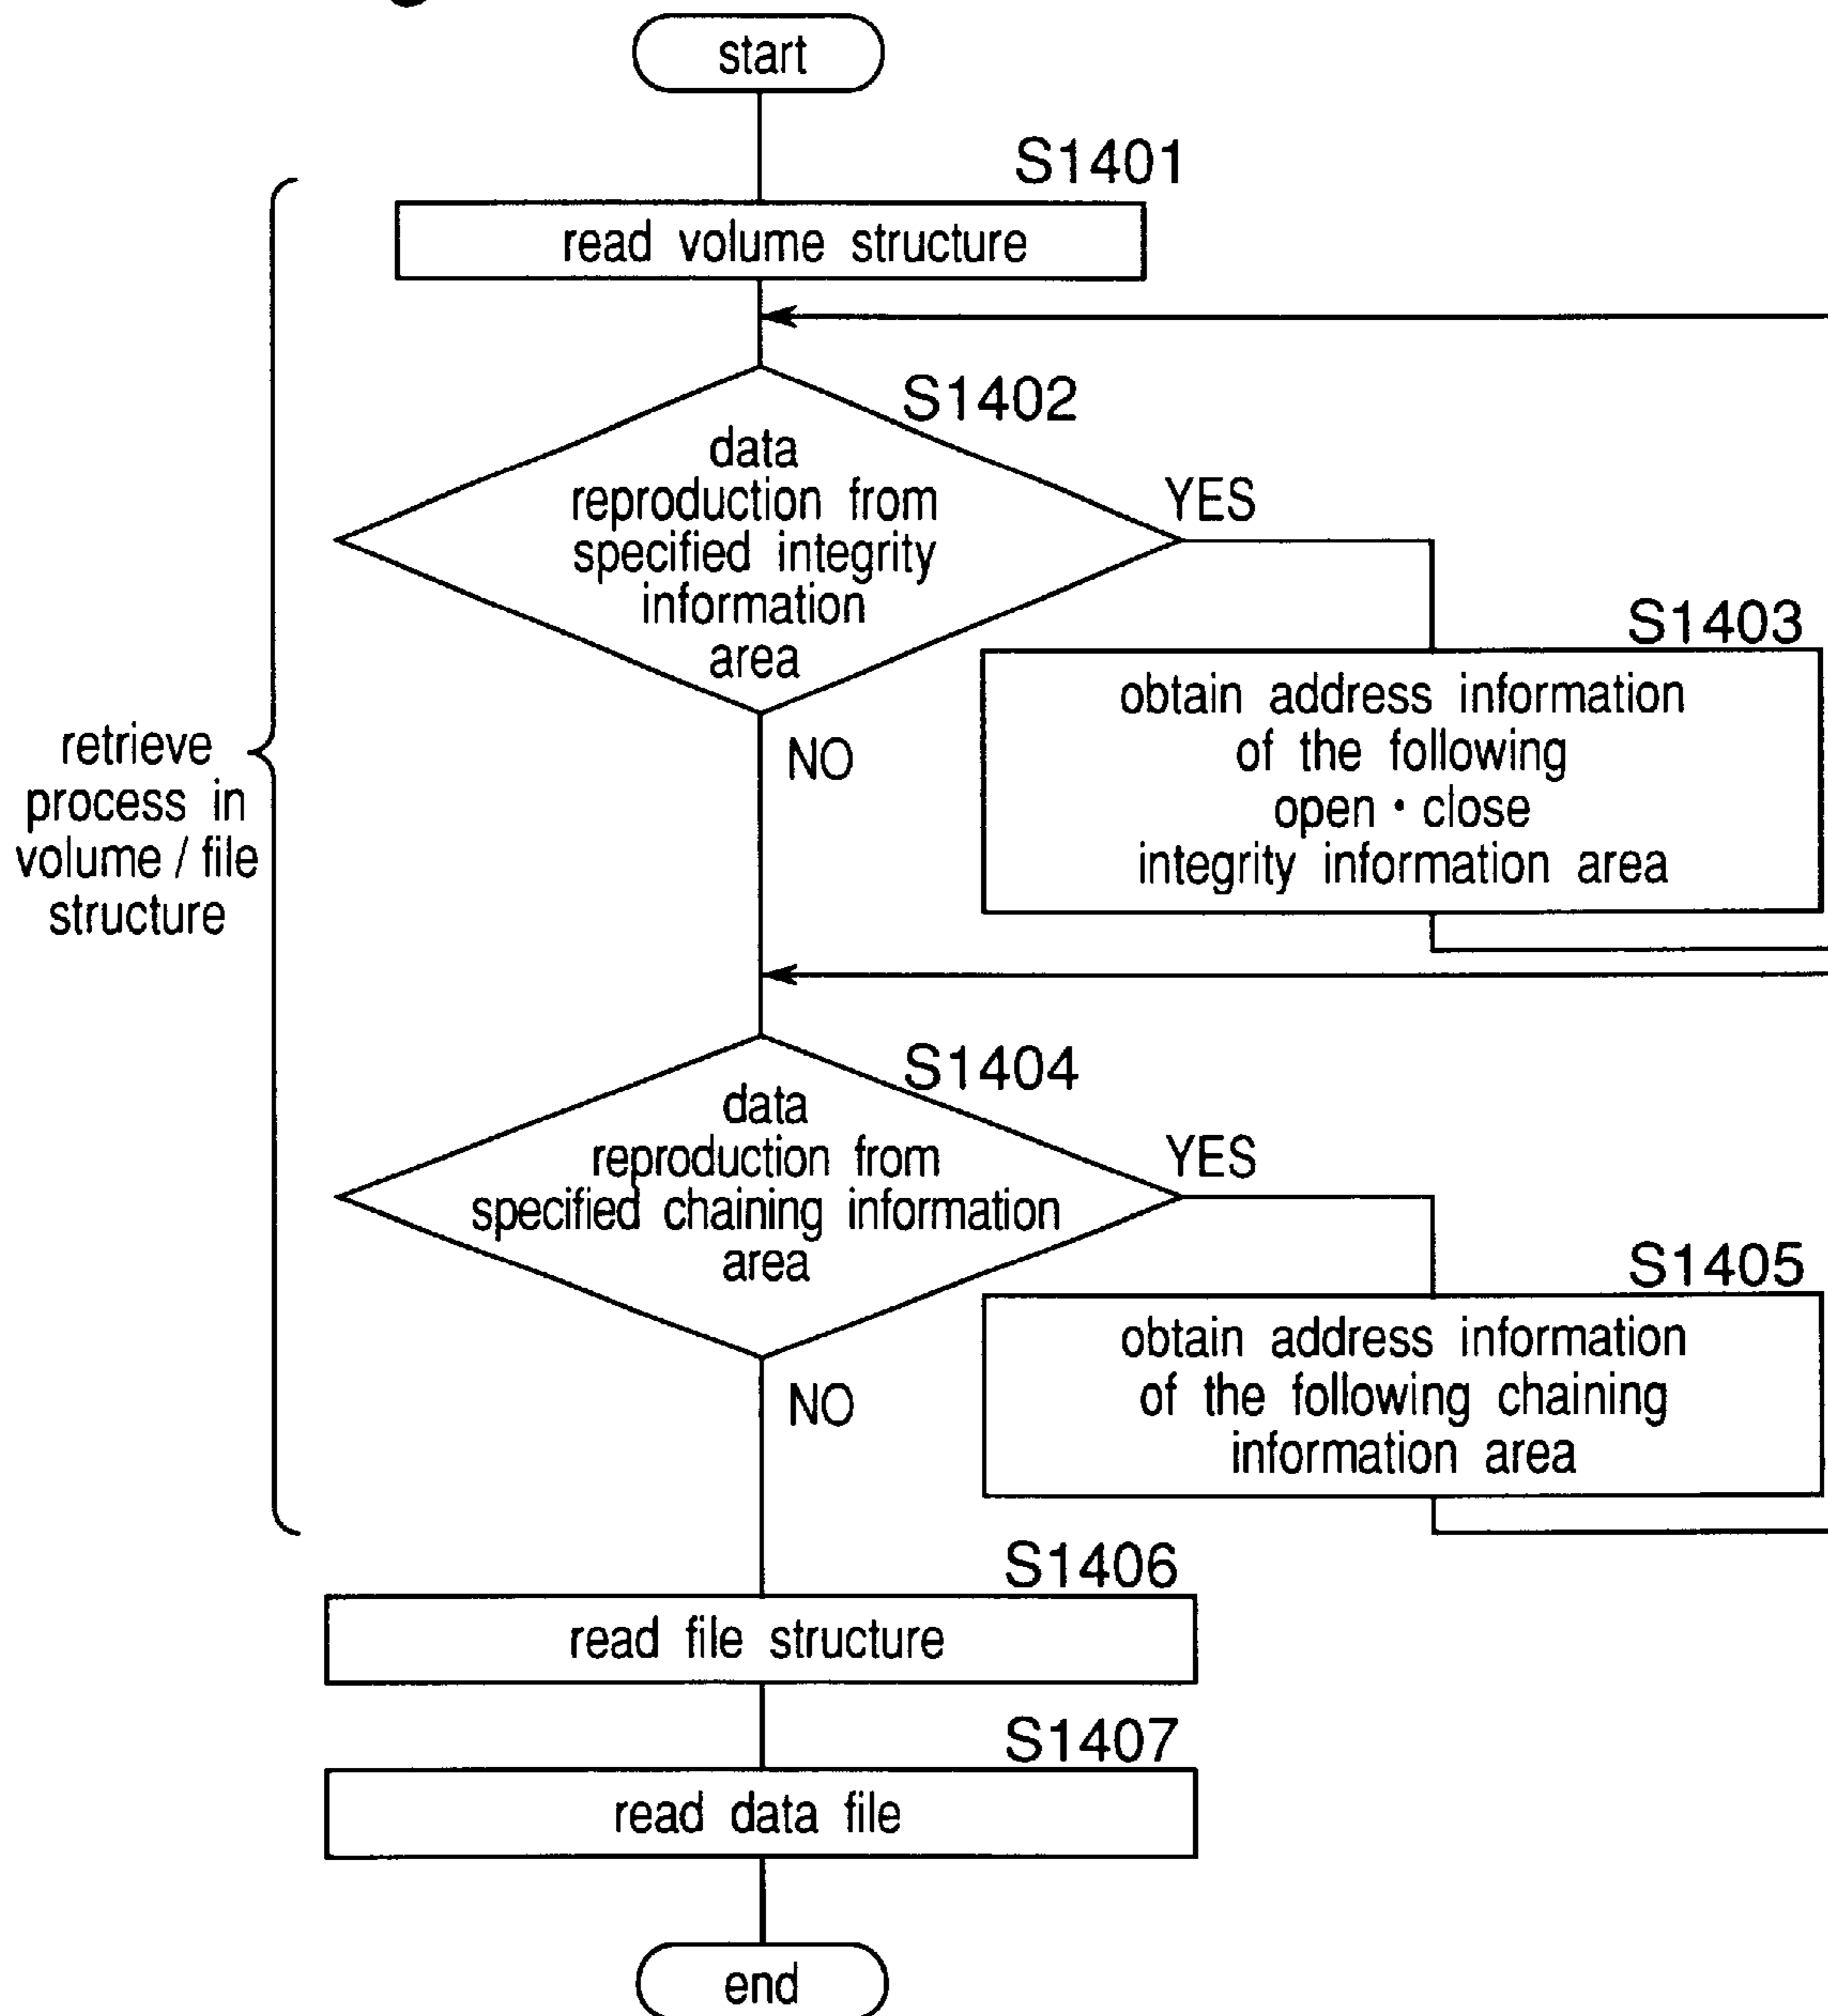 start
S1401
read volume structure
S1402
data
reproduction from
specified integrity
information
area
YES
NO
S1403
obtain address information
of the following
open・close
integrity information area
retrieve
process in
volume / file
structure
S1404
data
reproduction from
specified chaining information
area
YES
NO
S1405
obtain address information
of the following chaining
information area
S1406
read file structure
S1407
read data file
end